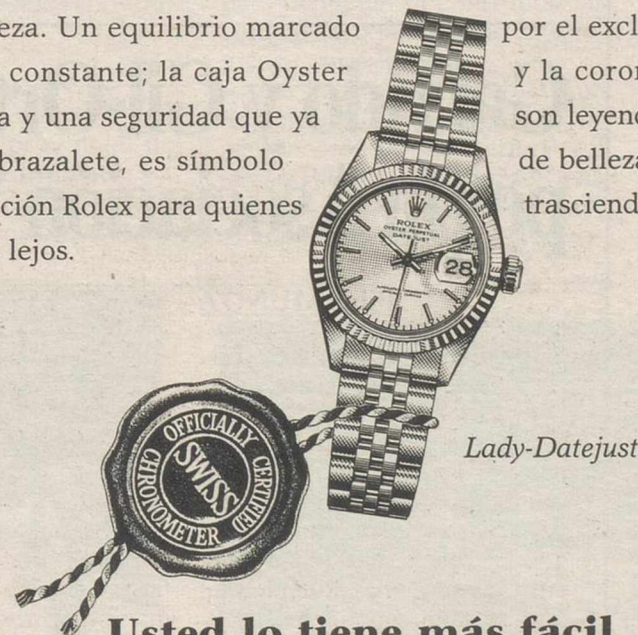 eza. Un equilibrio marcado por el excl
constante; la caja Oyster y la coron
a y una seguridad que ya son leyend
brazalete, es símbolo de belleza
ción Rolex para quienes trasciend
lejos.
ROLEX
OYSTER PERPETUAL
DATEJUST
28
Lady-Datejust
OFFICIALLY CERTIFIED
SWISS
CHRONOMETER
Usted lo tiene más fácil